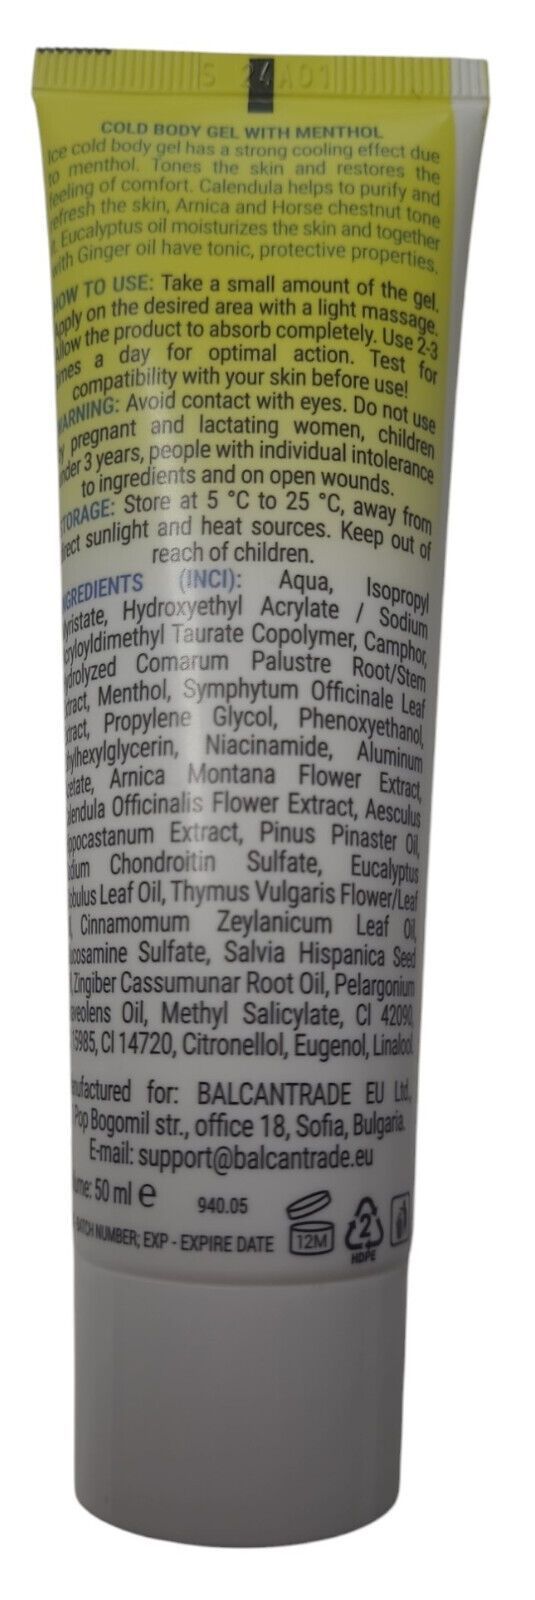 S 24A01
COLD BODY GEL WITH MENTHOL
Ice cold body gel has a strong cooling effect due
to menthol. Tones the skin and restores the
feeling of comfort. Calendula helps to purify and
refresh the skin, Arnica and Horse chestnut tone
it. Eucalyptus oil moisturizes the skin and together
with Ginger oil have tonic, protective properties.
HOW TO USE: Take a small amount of the gel.
Apply on the desired area with a light massage.
Allow the product to absorb completely. Use 2-3
times a day for optimal action. Test for
compatibility with your skin before use!
WARNING: Avoid contact with eyes. Do not use
by pregnant and lactating women, children
under 3 years, people with individual intolerance
to ingredients and on open wounds.
STORAGE: Store at 5 °C to 25 °C, away from
direct sunlight and heat sources. Keep out of
reach of children.
INGREDIENTS (INCI): Aqua, Isopropyl
Myristate, Hydroxyethyl Acrylate / Sodium
Acryloyldimethyl Taurate Copolymer, Camphor,
Hydrolyzed Comarum Palustre Root/Stem
Extract, Menthol, Symphytum Officinale Leaf
Extract, Propylene Glycol, Phenoxyethanol,
Ethylhexylglycerin, Niacinamide, Aluminum
Acetate, Arnica Montana Flower Extract,
Calendula Officinalis Flower Extract, Aesculus
Hippocastanum Extract, Pinus Pinaster Oil,
Sodium Chondroitin Sulfate, Eucalyptus
Globulus Leaf Oil, Thymus Vulgaris Flower/Leaf
Cinnamomum Zeylanicum Leaf Oil,
Glucosamine Sulfate, Salvia Hispanica Seed
Zingiber Cassumunar Root Oil, Pelargonium
Graveolens Oil, Methyl Salicylate, CI 42090,
15985, CI 14720, Citronellol, Eugenol, Linalool.
Manufactured for: BALCANTRADE EU Ltd.,
Pop Bogomil str., office 18, Sofia, Bulgaria.
E-mail: support@balcantrade.eu
Volume: 50 ml e 940.05
BATCH NUMBER; EXP - EXPIRE DATE 12M 2
HDPE